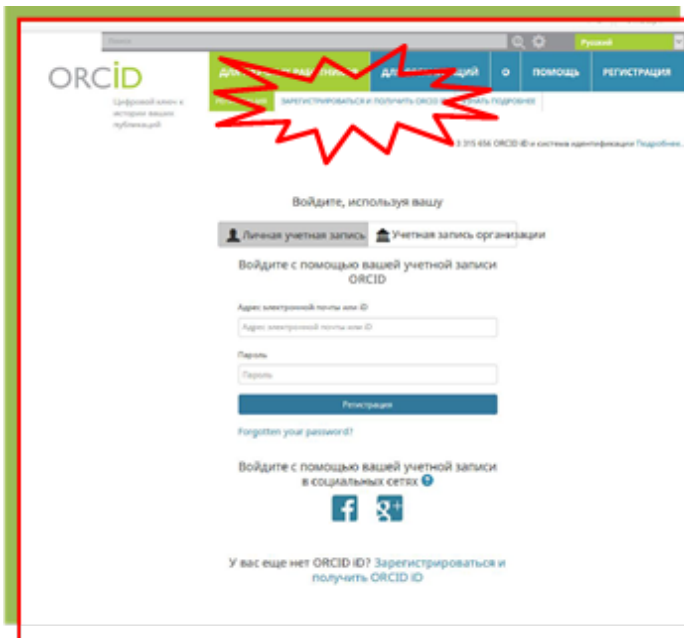 Поиск
Русский
ORCID
ДЛЯ
О
ПОМОЩЬ
РЕГИСТРАЦИЯ
Цифровой ключ к
истории ваших
публикаций
ЗАРЕГИСТРИРОВАТЬСЯ И ПОЛУЧИТЬ ORCID
УЗНАТЬ ПОДРОБНЕЕ
ORCID iD и система идентификации Подробнее.
Войдите, используя вашу
Личная учетная запись
Учетная запись организации
Войдите с помощью вашей учетной записи
ORCID
Адрес электронной почты или iD
Адрес электронной почты или iD
Пароль
Пароль
Регистрация
Forgotten your password?
Войдите с помощью вашей учетной записи
в социальных сетях ?
У вас еще нет ORCID iD? Зарегистрироваться и
получить ORCID iD